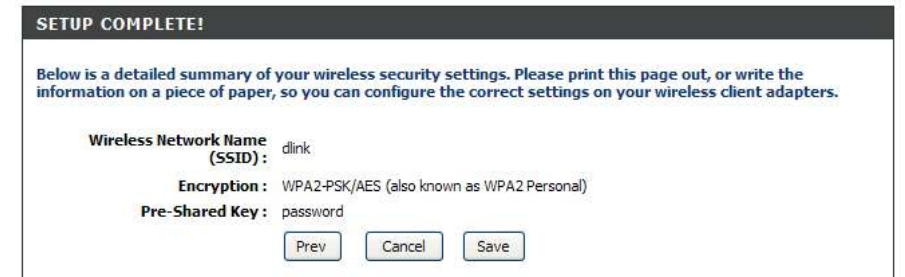 SETUP COMPLETE!
Below is a detailed summary of your wireless security settings. Please print this page out, or write the
information on a piece of paper, so you can configure the correct settings on your wireless client adapters.
Wireless Network Name
(SSID) : dlink
Encryption : WPA2-PSK/AES (also known as WPA2 Personal)
Pre-Shared Key : password
Prev Cancel Save